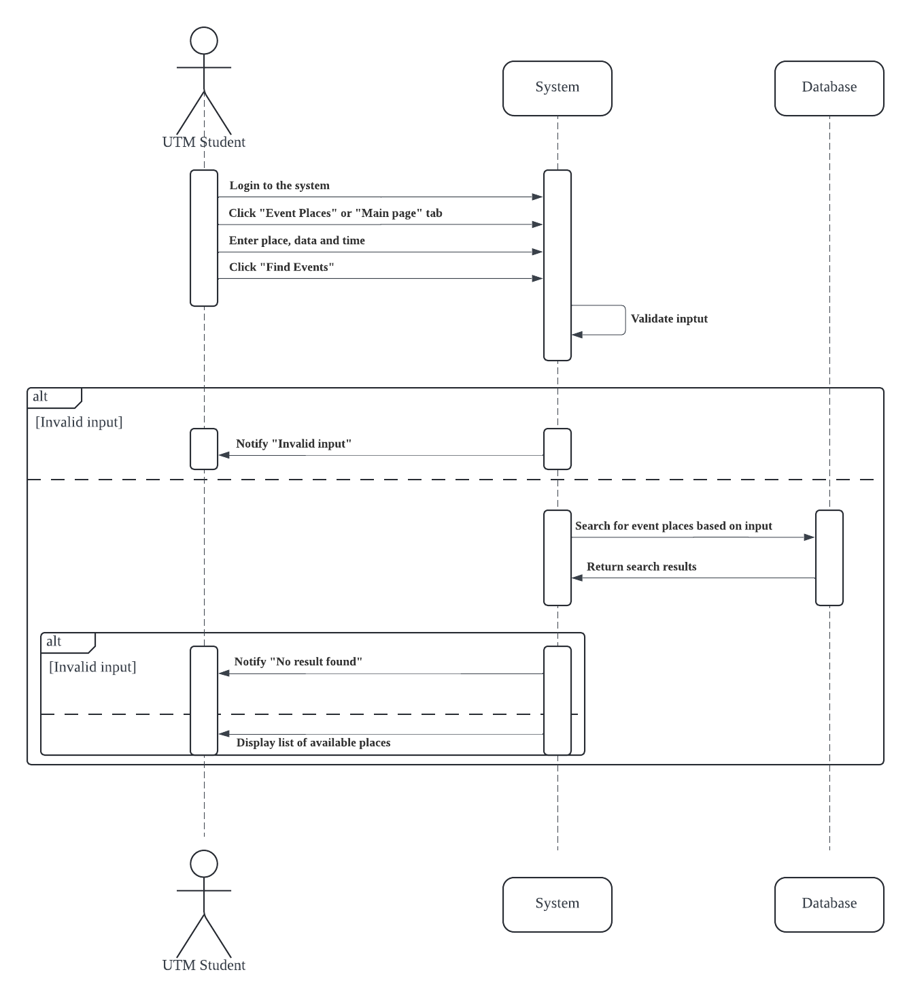 System
Database
UTM Student
Login to the system
Click "Event Places" or "Main page" tab
Enter place, data and time
Click "Find Events"
Validate inptut
alt
[Invalid input]
Notify "Invalid input"
Search for event places based on input
Return search results
alt
[Invalid input]
Notify "No result found"
Display list of available places
System
Database
UTM Student